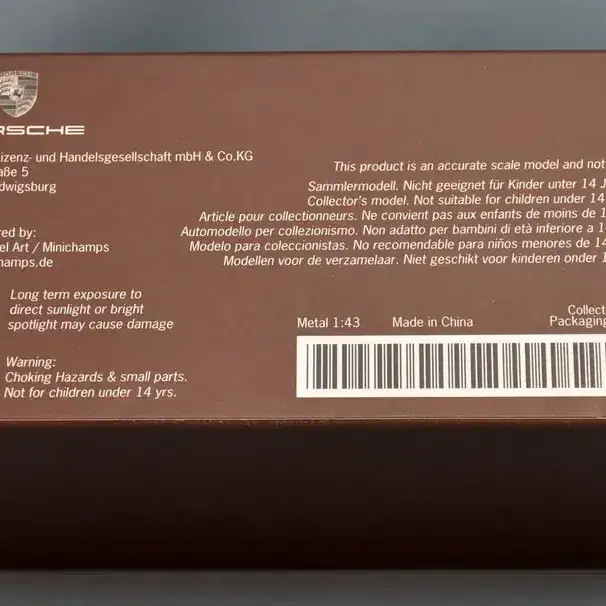 RSCHE
izenz- und Handelsgesellschaft mbH & Co.KG
aße 5
dwigsburg
red by:
el Art / Minichamps
hamps.de
Long term exposure to
direct sunlight or bright
spotlight may cause damage
Warning:
Choking Hazards & small parts.
Not for children under 14 yrs.
This product is an accurate scale model and not
Sammlermodell. Nicht geeignet für Kinder unter 14 J
Collector's model. Not suitable for children under 14
Article pour collectionneurs. Ne convient pas aux enfants de moins de 1
Automodello per collezionismo. Non adatto per bambini di età inferiore a 1
Modelo para coleccionistas. No recomendable para niños menores de 14
Modellen voor de verzamelaar. Niet geschikt voor kinderen onder 1
Metal 1:43 Made in China
Collect
Packaging